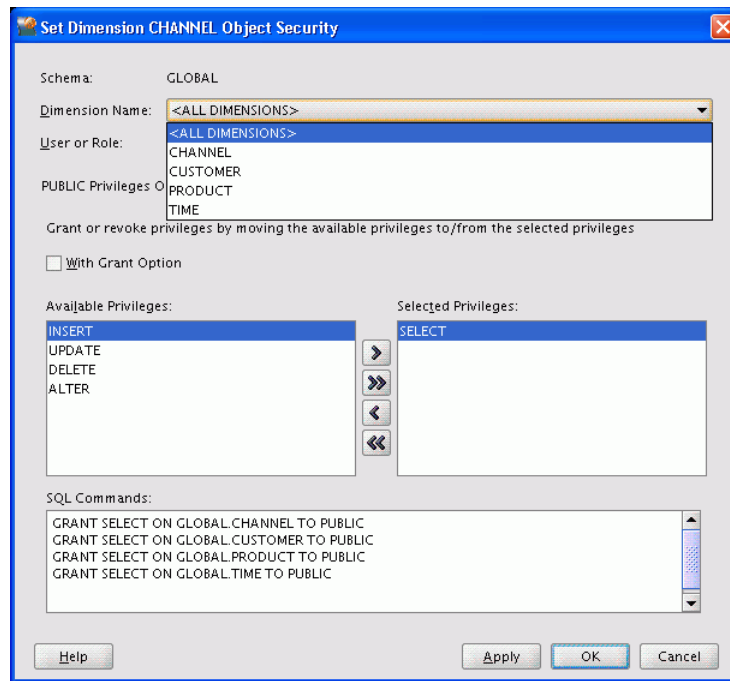 Set Dimension CHANNEL Object Security
Schema: GLOBAL
Dimension Name: <ALL DIMENSIONS>
<ALL DIMENSIONS>
User or Role:
CHANNEL
CUSTOMER
PUBLIC Privileges O
PRODUCT
TIME
Grant or revoke privileges by moving the available privileges to/from the selected privileges
With Grant Option
Available Privileges:
INSERT
UPDATE
DELETE
ALTER
Selected Privileges:
SELECT
SQL Commands:
GRANT SELECT ON GLOBAL.CHANNEL TO PUBLIC
GRANT SELECT ON GLOBAL.CUSTOMER TO PUBLIC
GRANT SELECT ON GLOBAL.PRODUCT TO PUBLIC
GRANT SELECT ON GLOBAL.TIME TO PUBLIC
Help Apply OK Cancel